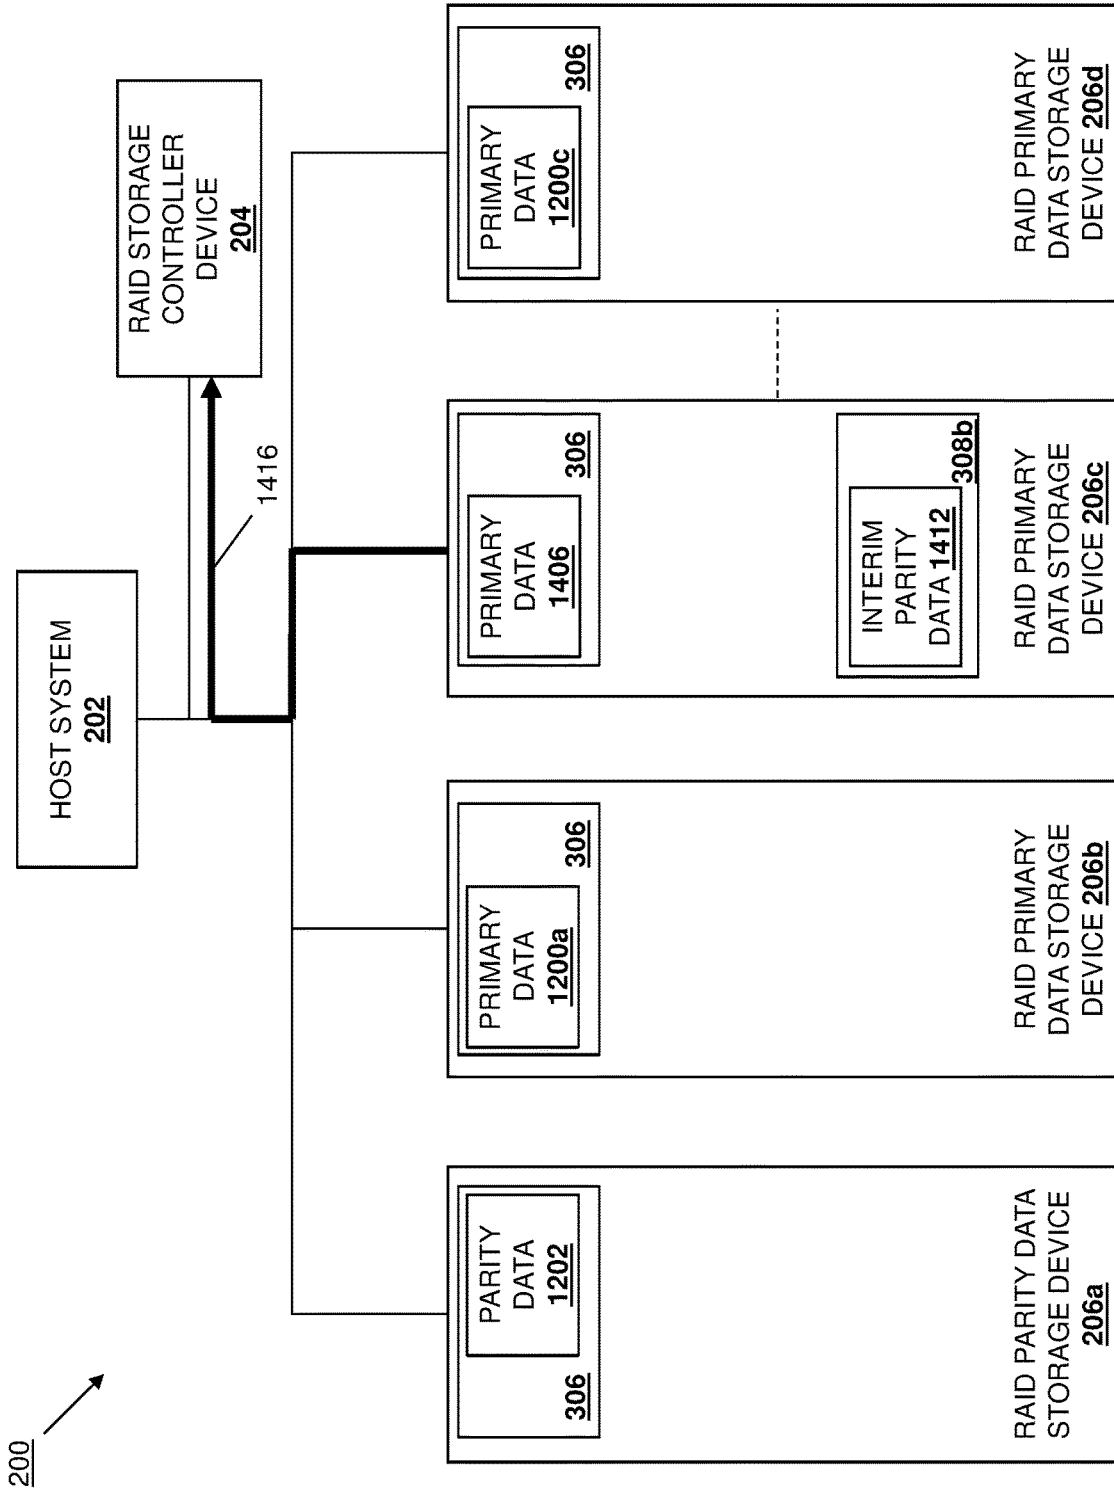 200
HOST SYSTEM
202
RAID STORAGE
CONTROLLER
DEVICE
204
1416
PARITY
DATA
1202
306
RAID PARITY DATA
STORAGE DEVICE
206a
PRIMARY
DATA
1200a
306
RAID PRIMARY
DATA STORAGE
DEVICE 206b
PRIMARY
DATA
1406
306
INTERIM
PARITY
DATA 1412
308b
RAID PRIMARY
DATA STORAGE
DEVICE 206c
PRIMARY
DATA
1200c
306
RAID PRIMARY
DATA STORAGE
DEVICE 206d